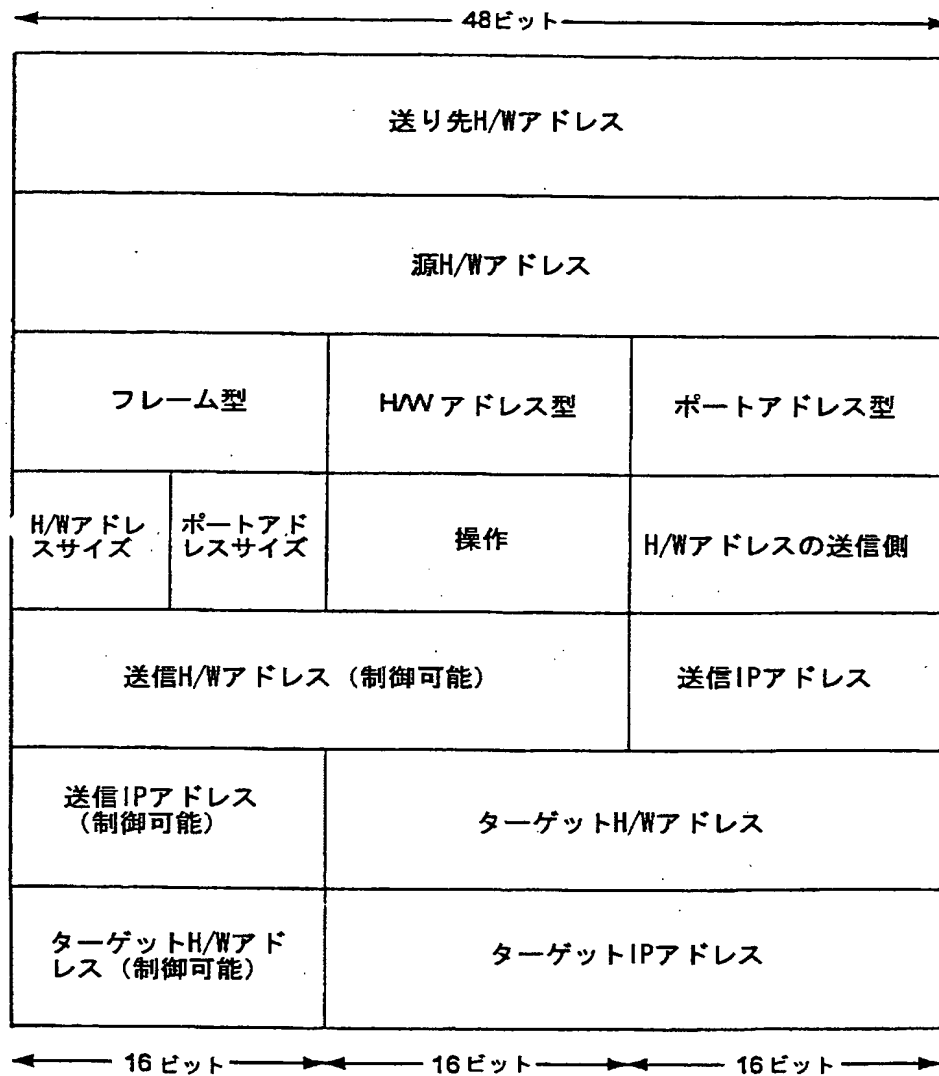 48ビット
送り先H/Wアドレス
源H/Wアドレス
フレーム型
H/W アドレス型
ポートアドレス型
H/Wアドレ
スサイズ
ポートアド
レスサイズ
操作
H/Wアドレスの送信側
送信H/Wアドレス（制御可能）
送信IPアドレス
送信IPアドレス
（制御可能）
ターゲットH/Wアドレス
ターゲットH/Wアド
レス（制御可能）
ターゲットIPアドレス
16 ビット
16 ビット
16 ビット